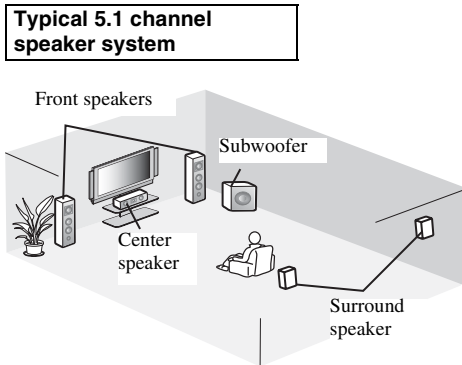 Typical 5.1 channel
speaker system
Front speakers
Subwoofer
Center
speaker
Surround
speaker